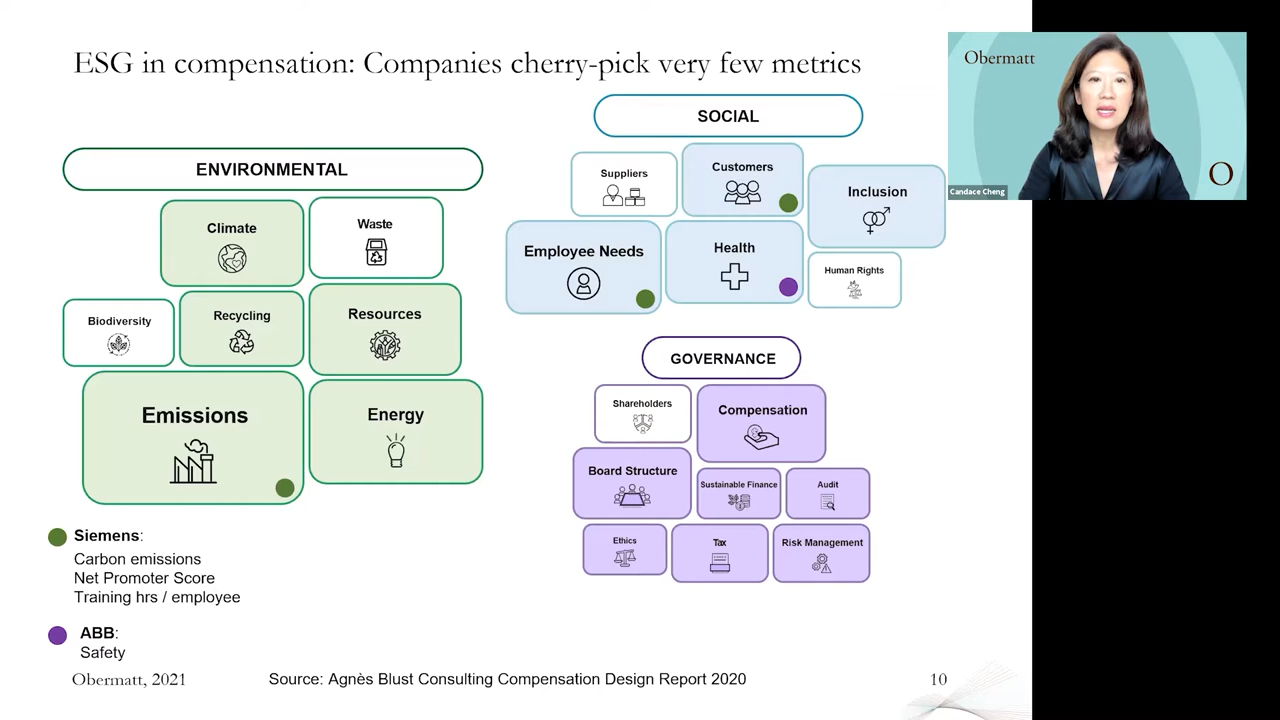 ESG in compensation: Companies cherry-pick very few metrics
ENVIRONMENTAL
Climate
Waste
Biodiversity
Recycling
Resources
Emissions
Energy
SOCIAL
Suppliers
Customers
Inclusion
Employee Needs
Health
Human Rights
GOVERNANCE
Shareholders
Compensation
Board Structure
Sustainable Finance
Audit
Ethics
Tax
Risk Management
Siemens:
Carbon emissions
Net Promoter Score
Training hrs / employee
ABB:
Safety
Obermatt, 2021
Source: Agnès Blust Consulting Compensation Design Report 2020
10
Obermatt
O
Candace Cheng